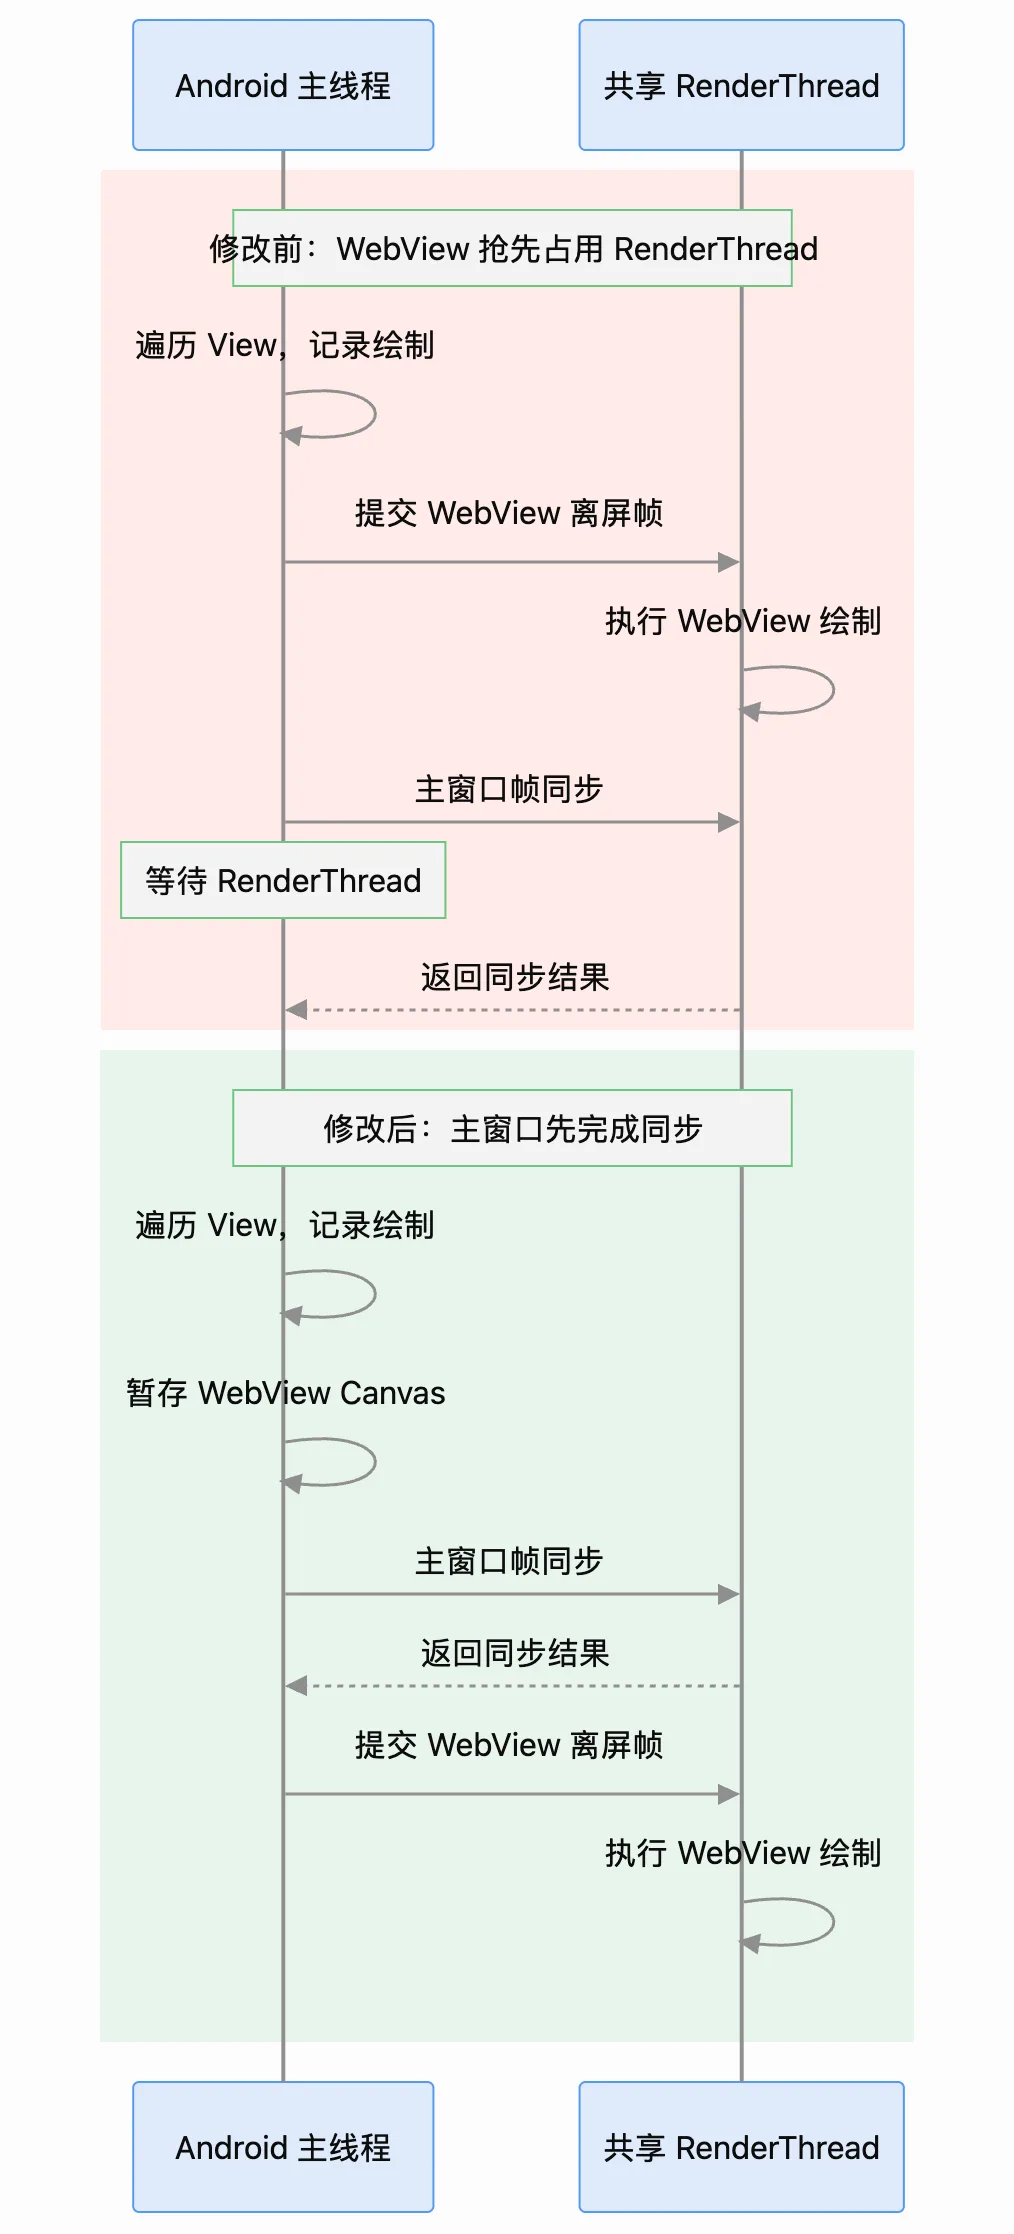 Android 主线程
共享 RenderThread
修改前：WebView 抢先占用 RenderThread
遍历 View，记录绘制
提交 WebView 离屏帧
执行 WebView 绘制
主窗口帧同步
等待 RenderThread
返回同步结果
修改后：主窗口先完成同步
遍历 View，记录绘制
暂存 WebView Canvas
主窗口帧同步
返回同步结果
提交 WebView 离屏帧
执行 WebView 绘制
Android 主线程
共享 RenderThread